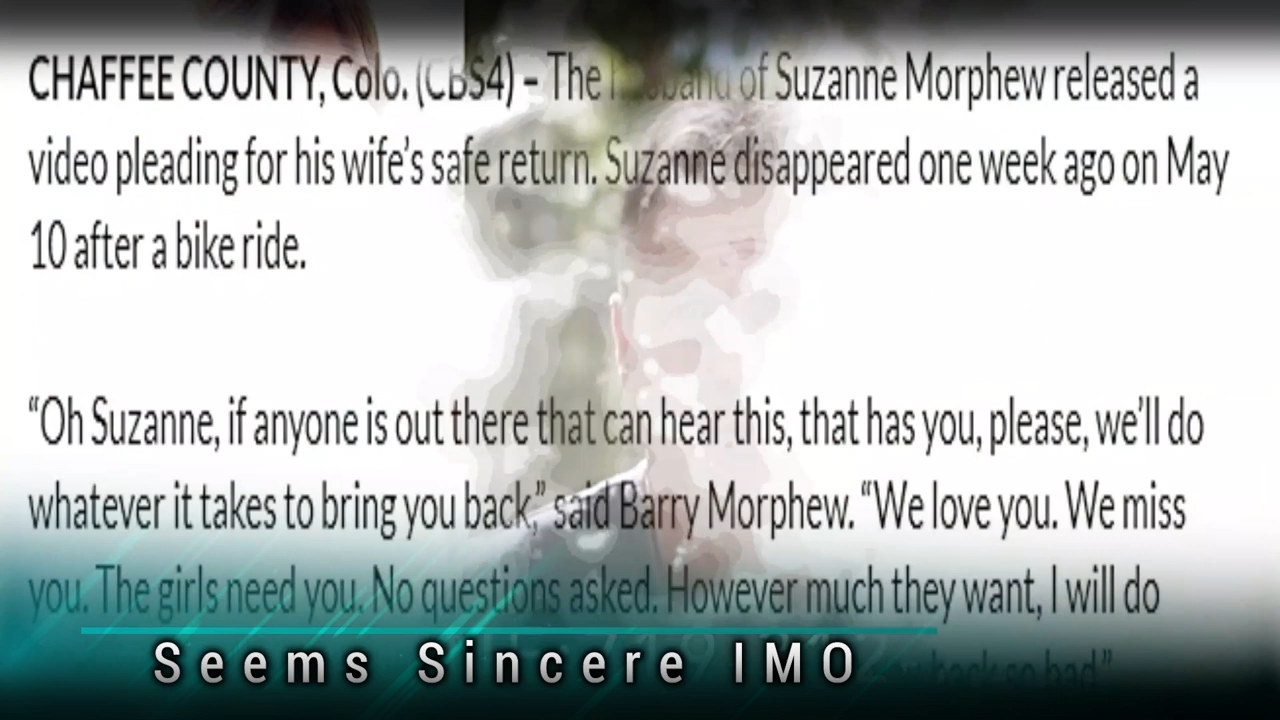 CHAFFEE COUNTY, Colo. (CBS4) – The husband of Suzanne Morphew released a
video pleading for his wife’s safe return. Suzanne disappeared one week ago on May
10 after a bike ride.
“Oh Suzanne, if anyone is out there that can hear this, that has you, please, we’ll do
whatever it takes to bring you back,” said Barry Morphew. “We love you. We miss
you. The girls need you. No questions asked. However much they want, I will do
back so bad.”
Seems Sincere IMO